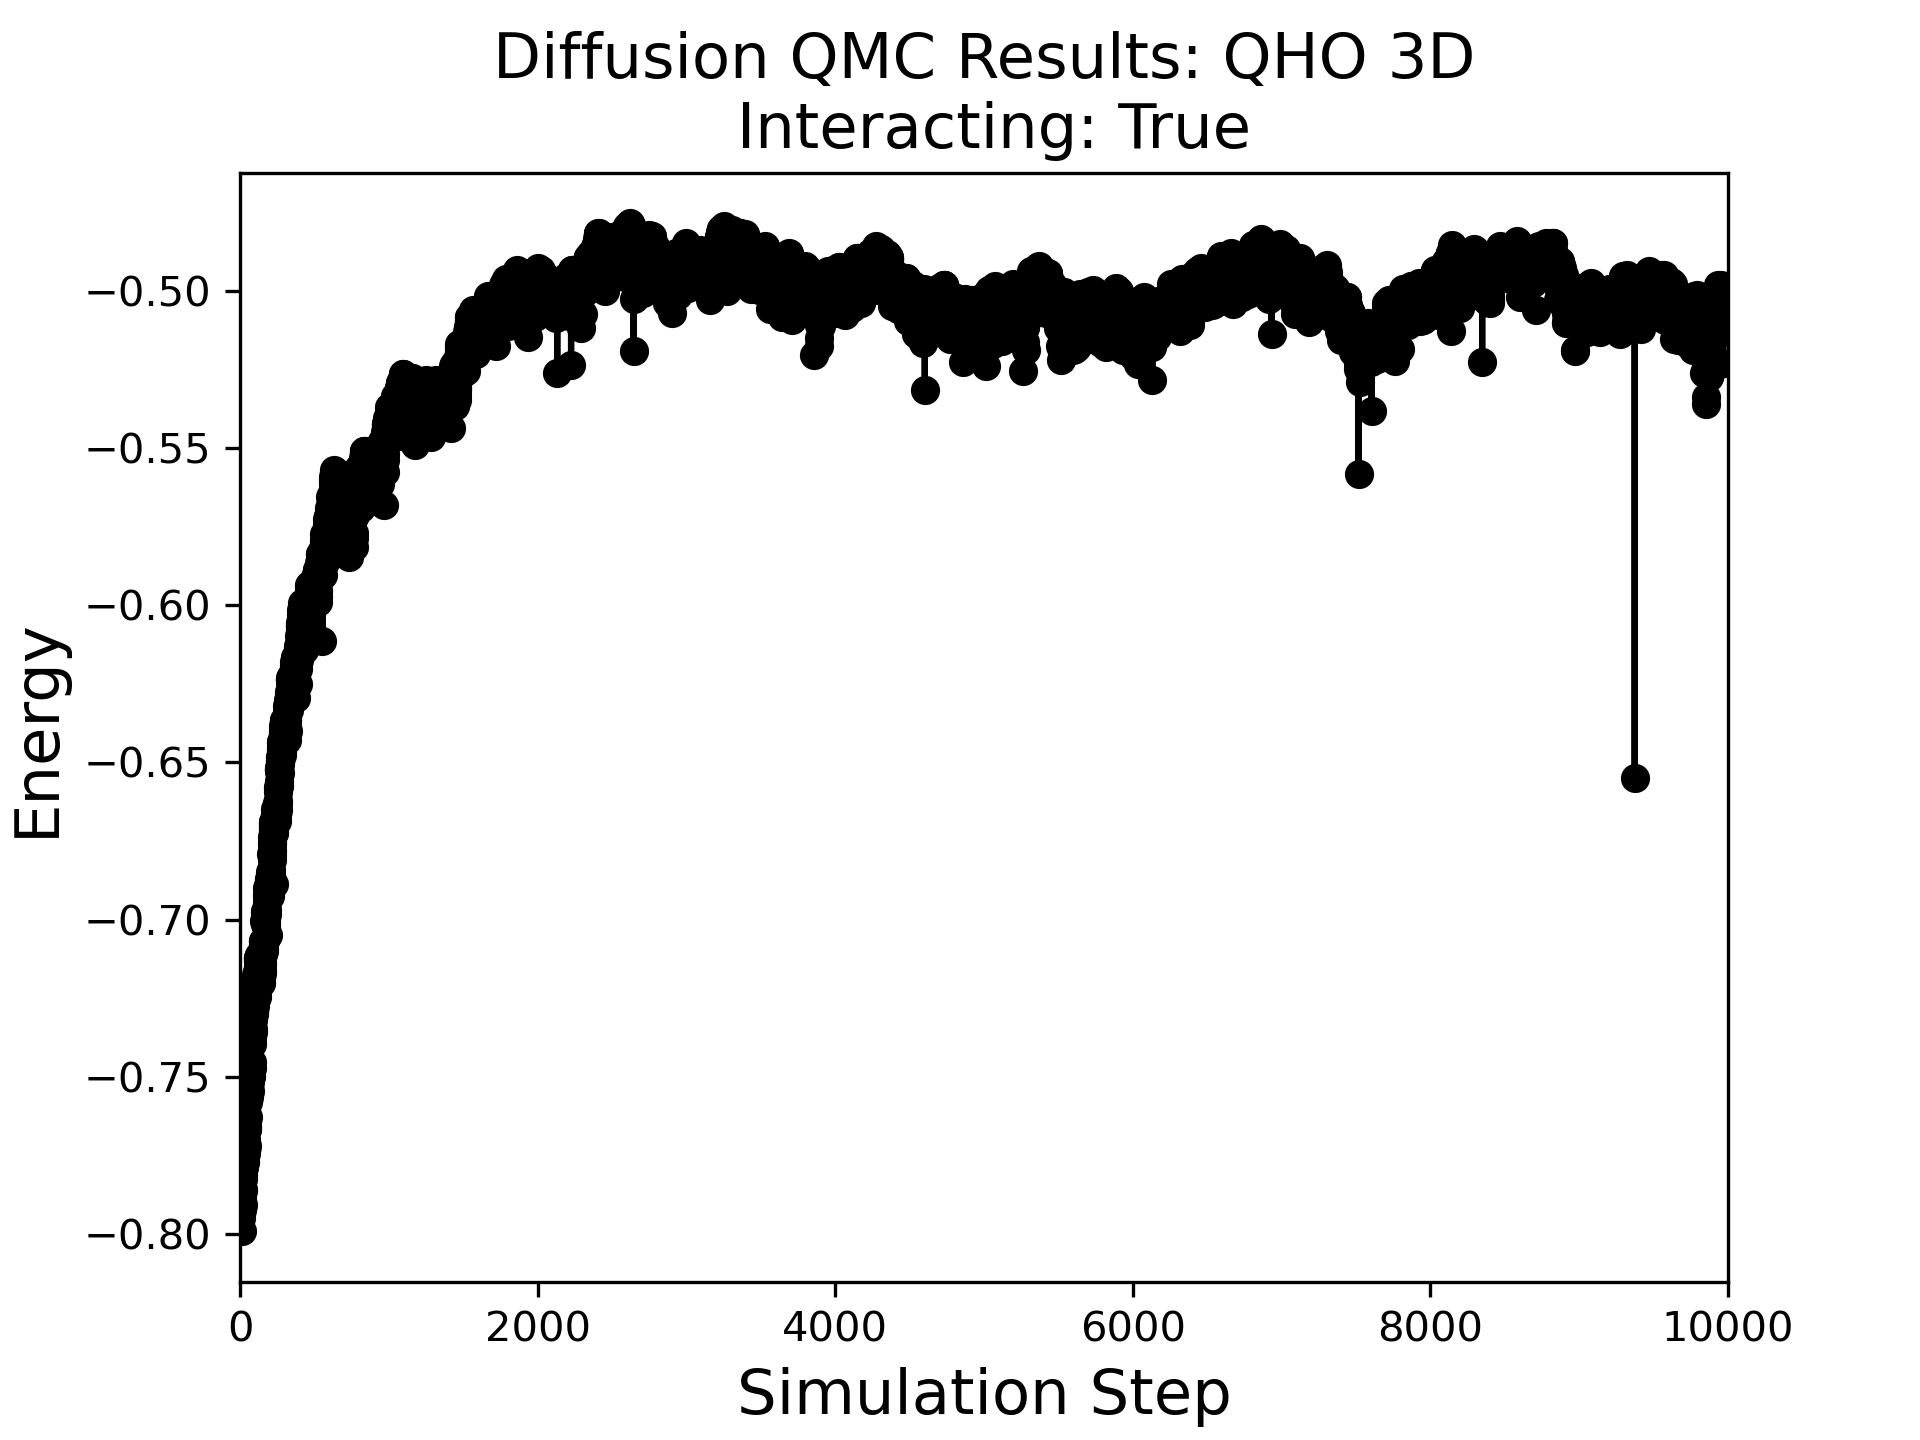 Diffusion QMC Results: QHO 3D
Interacting: True
−0.50
−0.55
−0.60
−0.65
−0.70
−0.75
−0.80
Energy
0 2000 4000 6000 8000 10000
Simulation Step